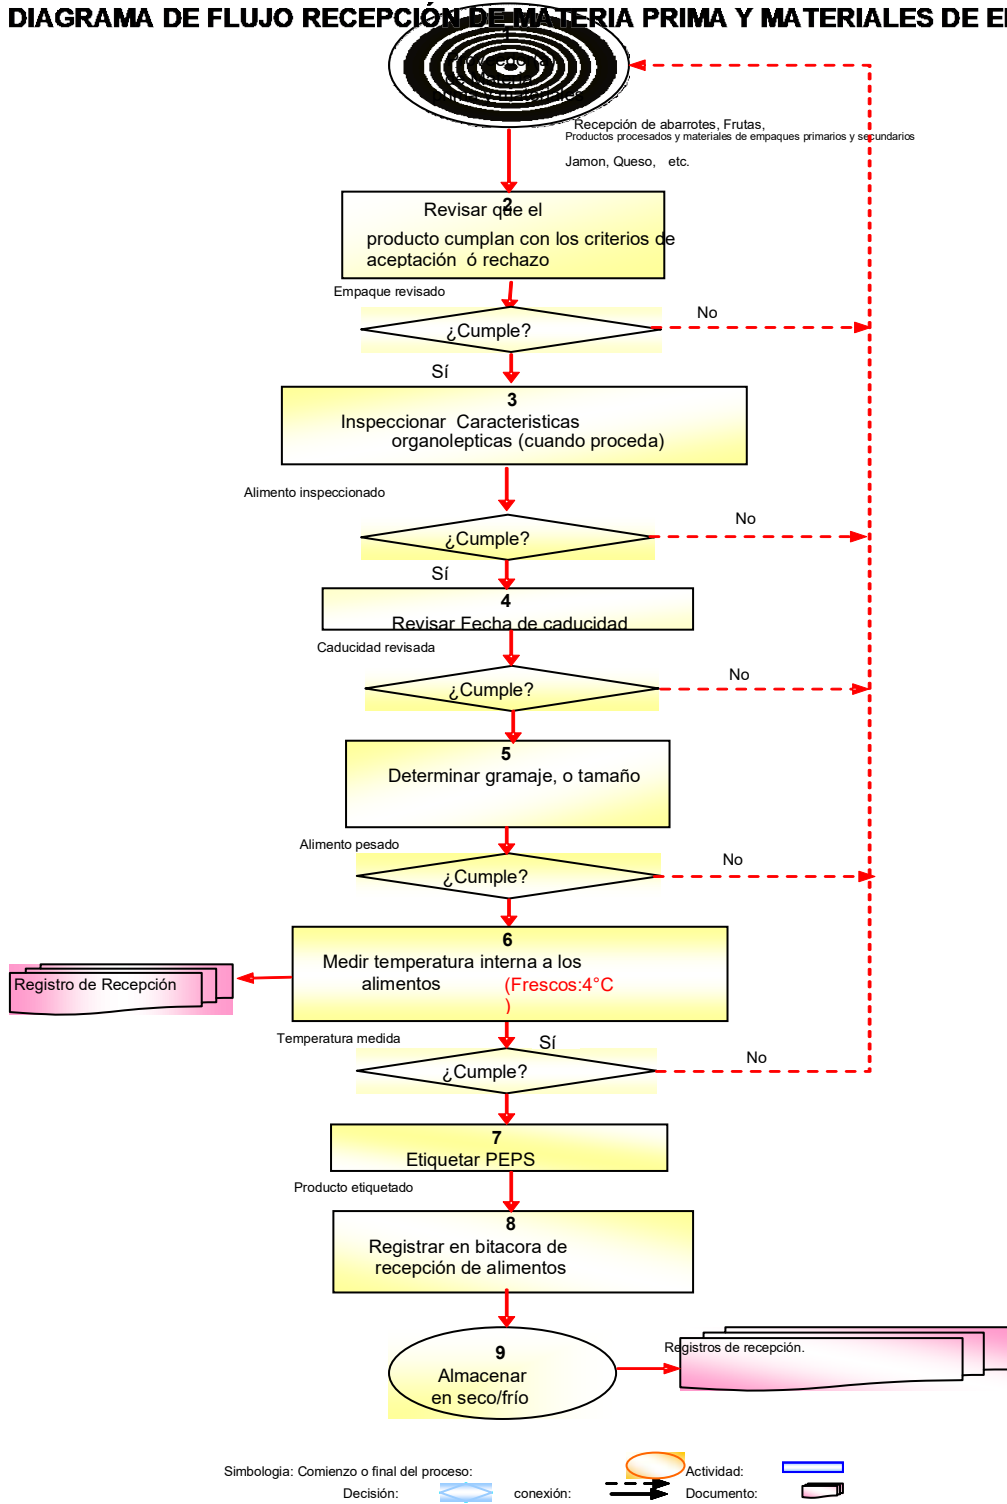 DIAGRAMA DE FLUJO RECEPCIÓN DE MATERIA PRIMA Y MATERIALES DE
1
Recepción de abarrotes, Frutas,
Productos procesados y materiales de empaques primarios y secundarios
Jamon, Queso, etc.
2
Revisar que el
producto cumplan con los criterios de
aceptación ó rechazo
Empaque revisado
¿Cumple?
No
Sí
3
Inspeccionar Caracteristicas
organolepticas (cuando proceda)
Alimento inspeccionado
¿Cumple?
No
Sí
4
Revisar Fecha de caducidad
Caducidad revisada
¿Cumple?
No
5
Determinar gramaje, o tamaño
Alimento pesado
¿Cumple?
No
6
Medir temperatura interna a los
alimentos (Frescos:4°C
)
Registro de Recepción
Temperatura medida
Sí
¿Cumple?
No
7
Etiquetar PEPS
Producto etiquetado
8
Registrar en bitacora de
recepción de alimentos
9
Almacenar
en seco/frío
Registros de recepción.
Simbologia: Comienzo o final del proceso:
Actividad:
Decisión:
conexión:
Documento: